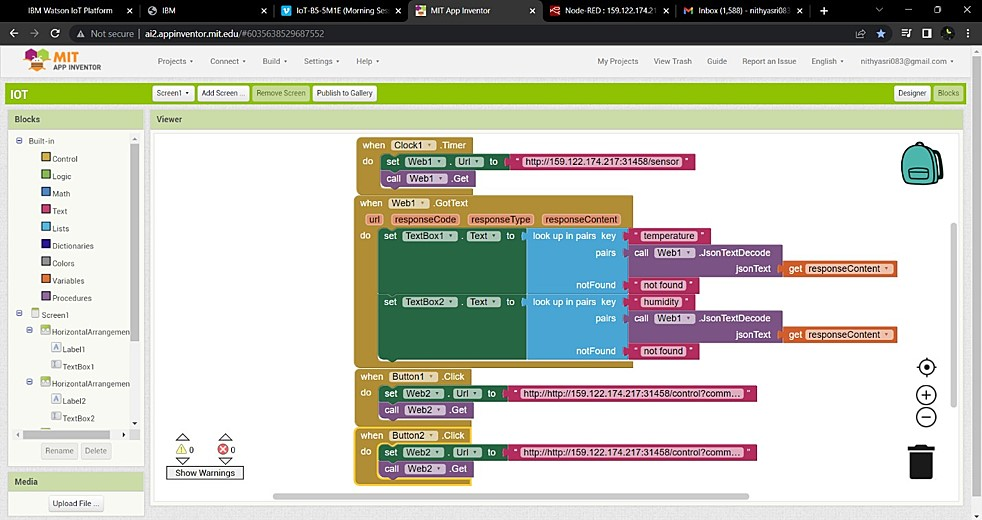 IBM Watson IoT Platform
IBM
IoT-B5-5M1E (Morning Ses
MIT App Inventor
Node-RED : 159.122.174.21
Inbox (1,588) - nithyasri083
Not secure | ai2.appinventor.mit.edu/#6035638529687552
MIT
APP INVENTOR
Projects
Connect
Build
Settings
Help
My Projects
View Trash
Guide
Report an Issue
English
nithyasri083@gmail.com
IOT
Screen1
Add Screen ...
Remove Screen
Publish to Gallery
Designer
Blocks
Blocks
Viewer
Built-in
Control
Logic
Math
Text
Lists
Dictionaries
Colors
Variables
Procedures
Screen1
HorizontalArrangemen
Label1
TextBox1
HorizontalArrangemen
Label2
TextBox2
Rename
Delete
Media
Upload File ...
when Clock1 .Timer
do set Web1 . Url to " http://159.122.174.217:31458/sensor "
call Web1 .Get
when Web1 .GotText
url responseCode responseType responseContent
do set TextBox1 . Text to look up in pairs key " temperature "
pairs call Web1 .JsonTextDecode
jsonText get responseContent
notFound " not found "
set TextBox2 . Text to look up in pairs key " humidity "
pairs call Web1 .JsonTextDecode
jsonText get responseContent
notFound " not found "
when Button1 .Click
do set Web2 . Url to " http://http://159.122.174.217:31458/control?comm... "
call Web2 .Get
when Button2 .Click
do set Web2 . Url to " http://http://159.122.174.217:31458/control?comm... "
call Web2 .Get
0 0
Show Warnings